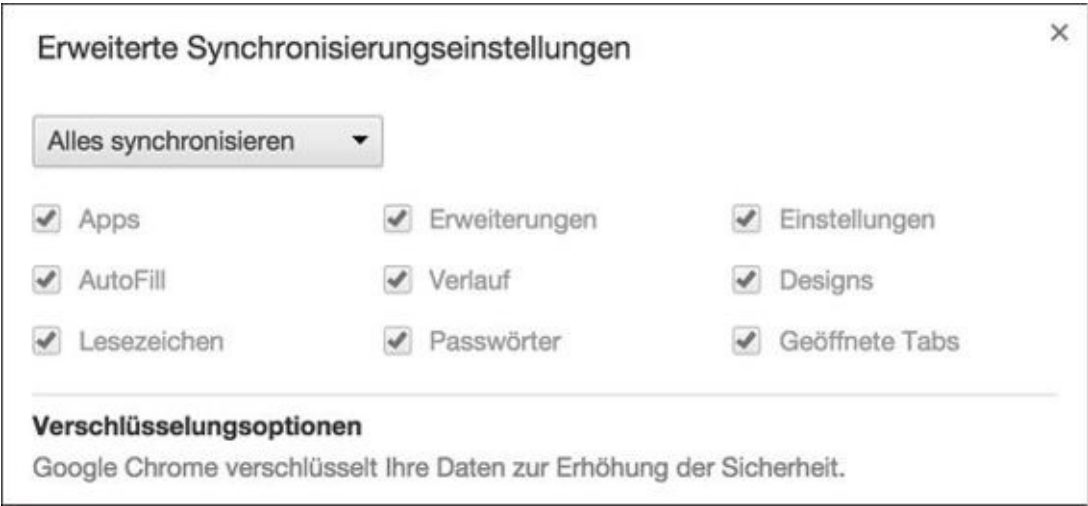 Erweiterte Synchronisierungseinstellungen
Alles synchronisieren
Apps Erweiterungen Einstellungen
AutoFill Verlauf Designs
Lesezeichen Passwörter Geöffnete Tabs
Verschlüsselungsoptionen
Google Chrome verschlüsselt Ihre Daten zur Erhöhung der Sicherheit.